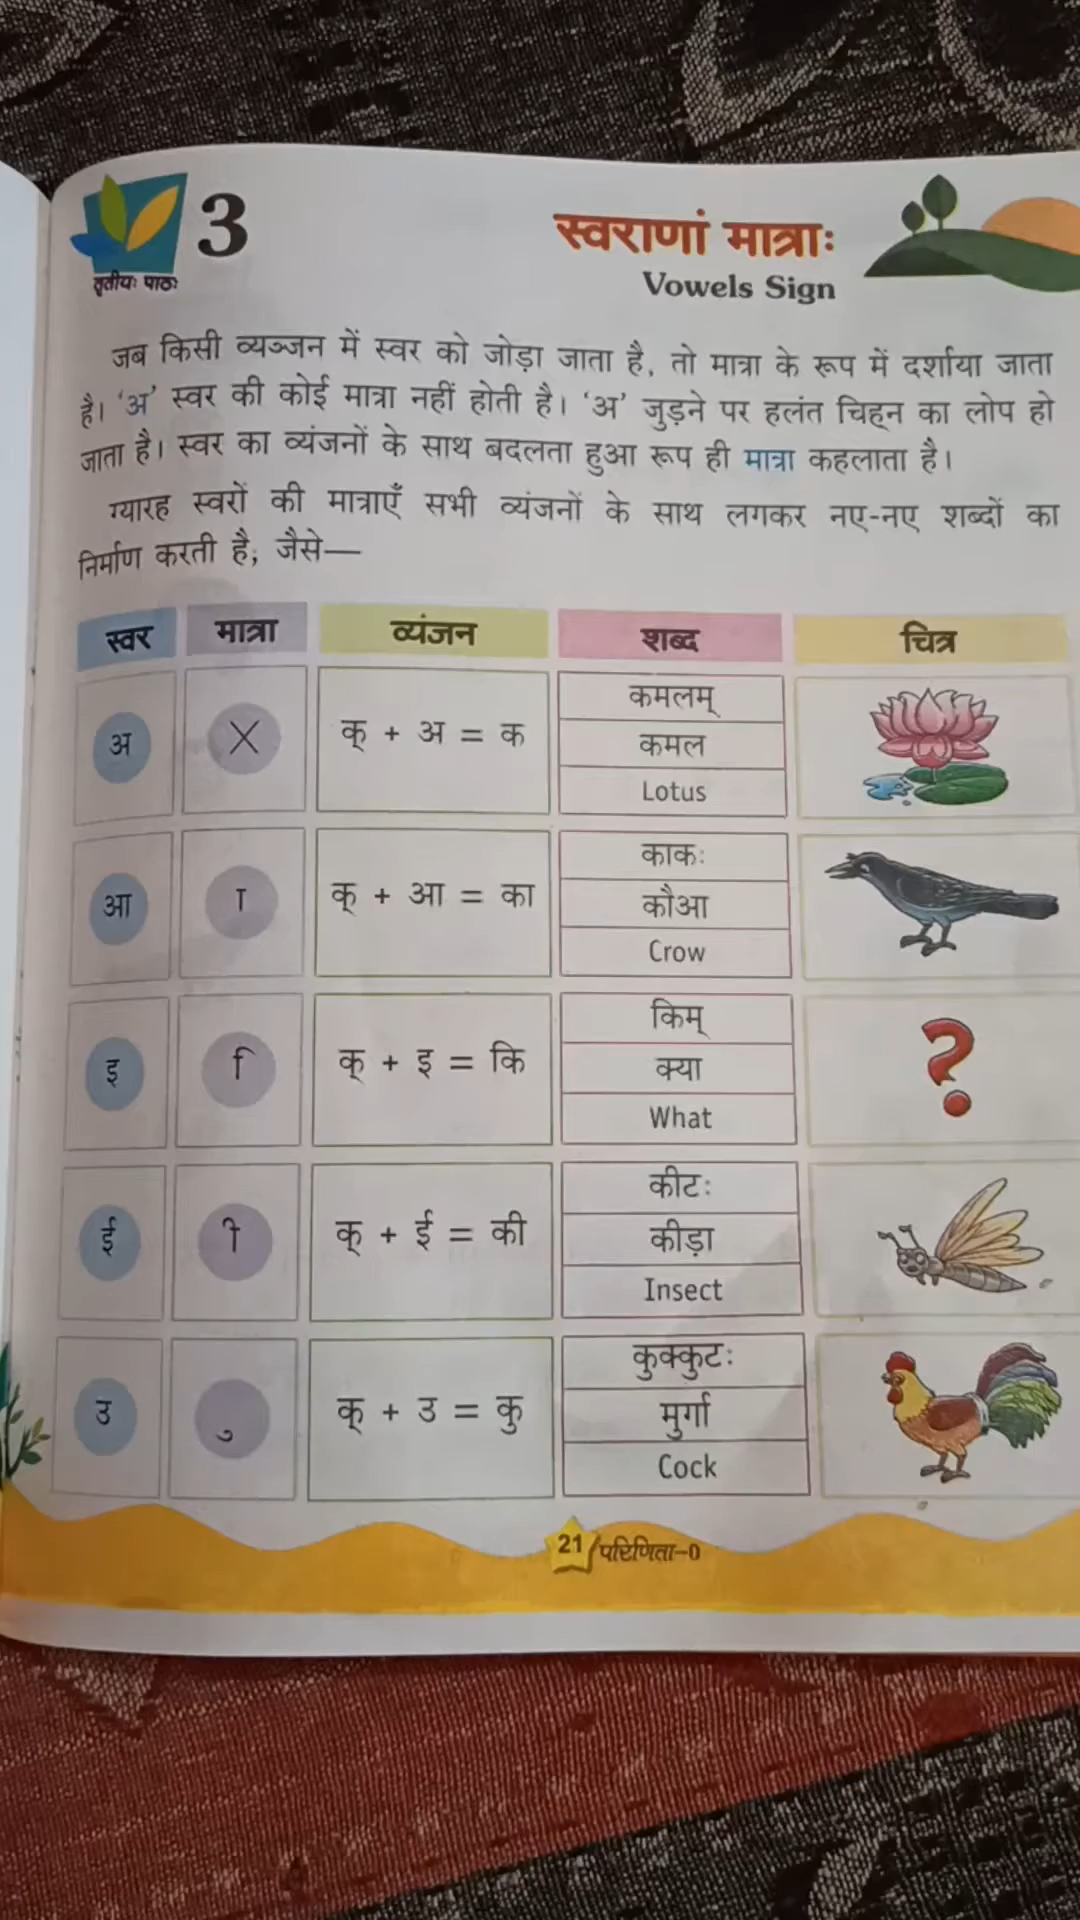 3
तृतीयः पाठः
स्वराणां मात्राः
Vowels Sign
जब किसी व्यञ्जन में स्वर को जोड़ा जाता है, तो मात्रा के रूप में दर्शाया जाता
है। ‘अ’ स्वर की कोई मात्रा नहीं होती है। ‘अ’ जुड़ने पर हलंत चिह्न का लोप हो
जाता है। स्वर का व्यंजनों के साथ बदलता हुआ रूप ही मात्रा कहलाता है।
ग्यारह स्वरों की मात्राएँ सभी व्यंजनों के साथ लगकर नए-नए शब्दों का
निर्माण करती है; जैसे—
स्वर मात्रा व्यंजन शब्द चित्र
अ × क् + अ = क
कमलम्
कमल
Lotus
आ ा क् + आ = का
काकः
कौआ
Crow
इ ि क् + इ = कि
किम्
क्या
What
?
ई ी क् + ई = की
कीटः
कीड़ा
Insect
उ ु क् + उ = कु
कुक्कुटः
मुर्गा
Cock
21 परिणिता-0